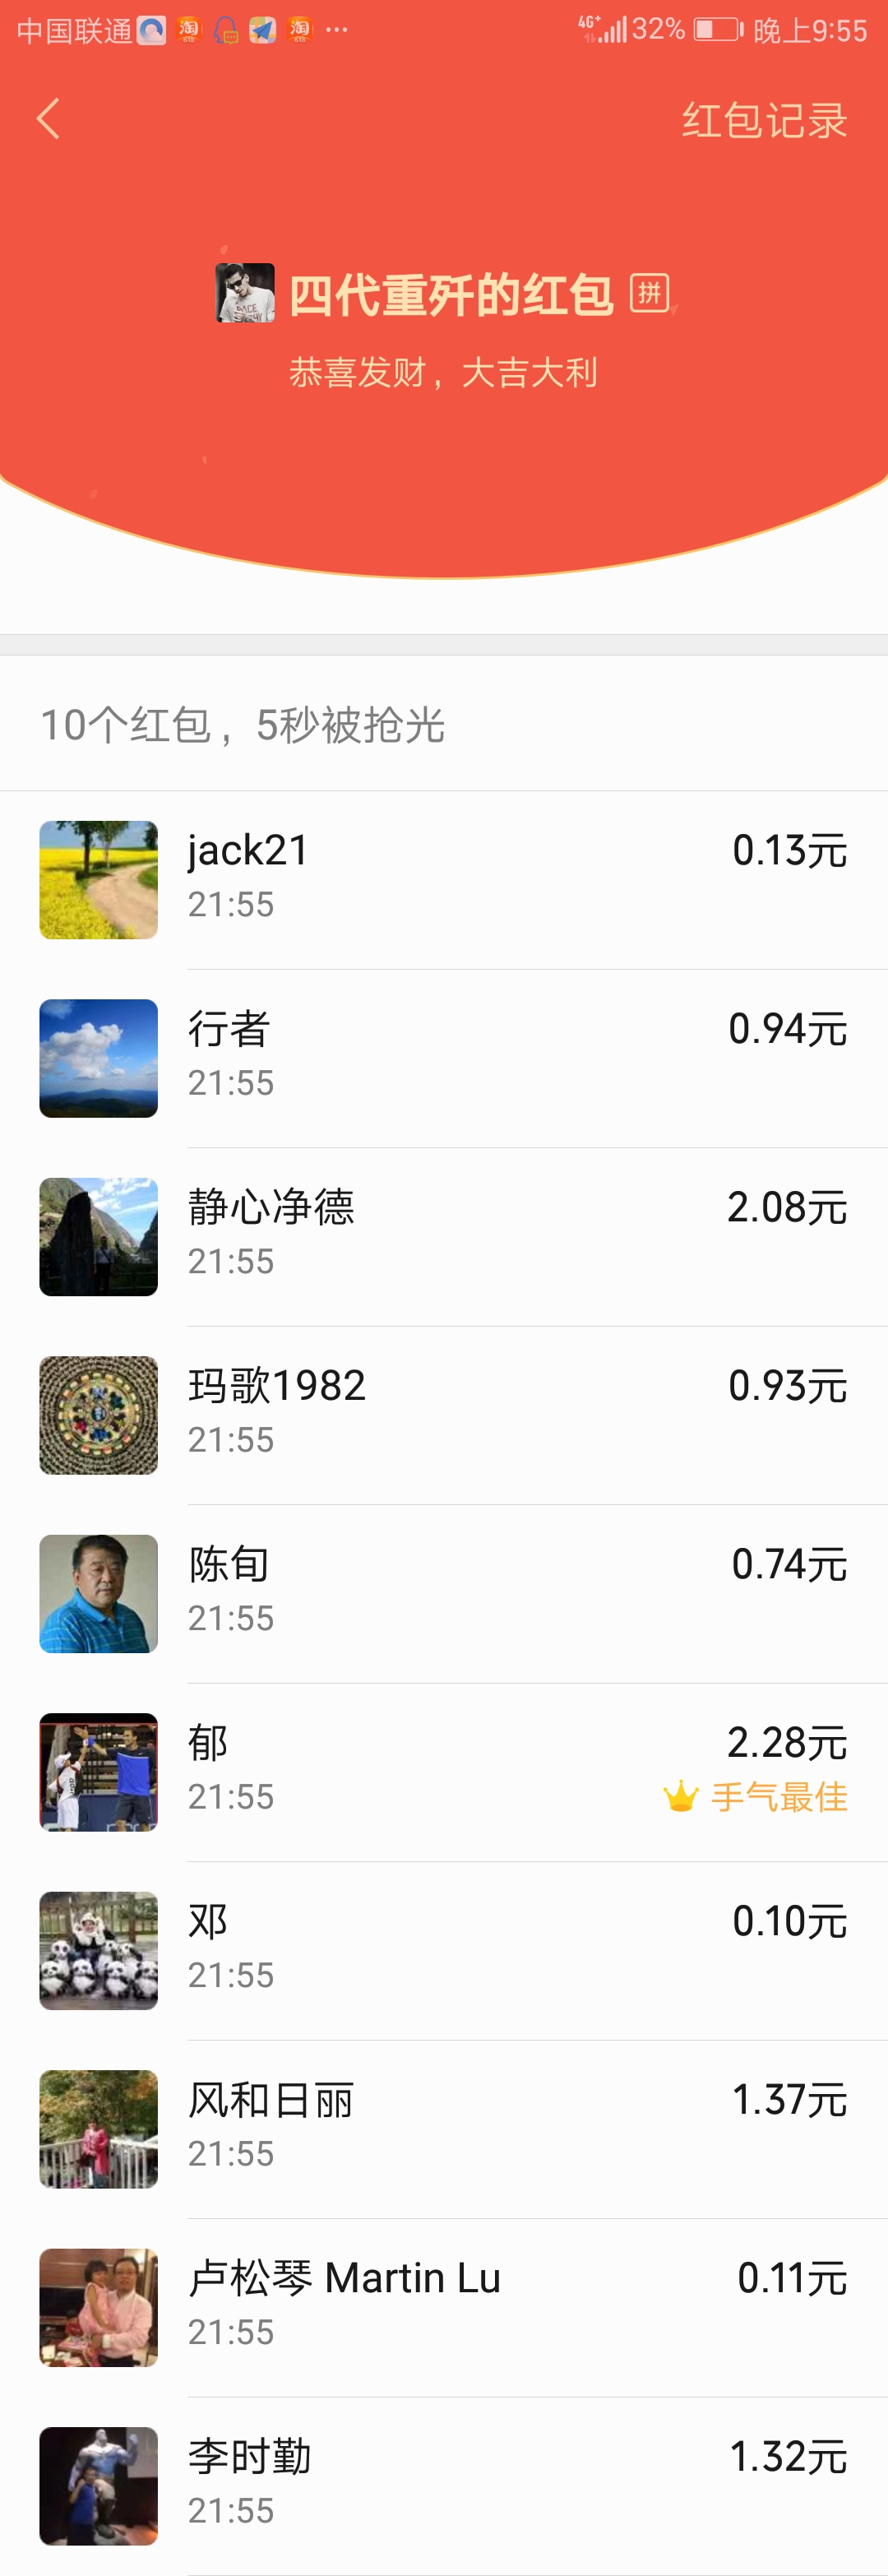 中国联通 淘 618 淘 618 ... 4G+ 32% 晚上9:55
红包记录
四代重歼的红包 拼
恭喜发财，大吉大利
10个红包，5秒被抢光
jack21 0.13元
21:55
行者 0.94元
21:55
静心净德 2.08元
21:55
玛歌1982 0.93元
21:55
陈旬 0.74元
21:55
郁 2.28元
21:55 手气最佳
邓 0.10元
21:55
风和日丽 1.37元
21:55
卢松琴 Martin Lu 0.11元
21:55
李时勤 1.32元
21:55